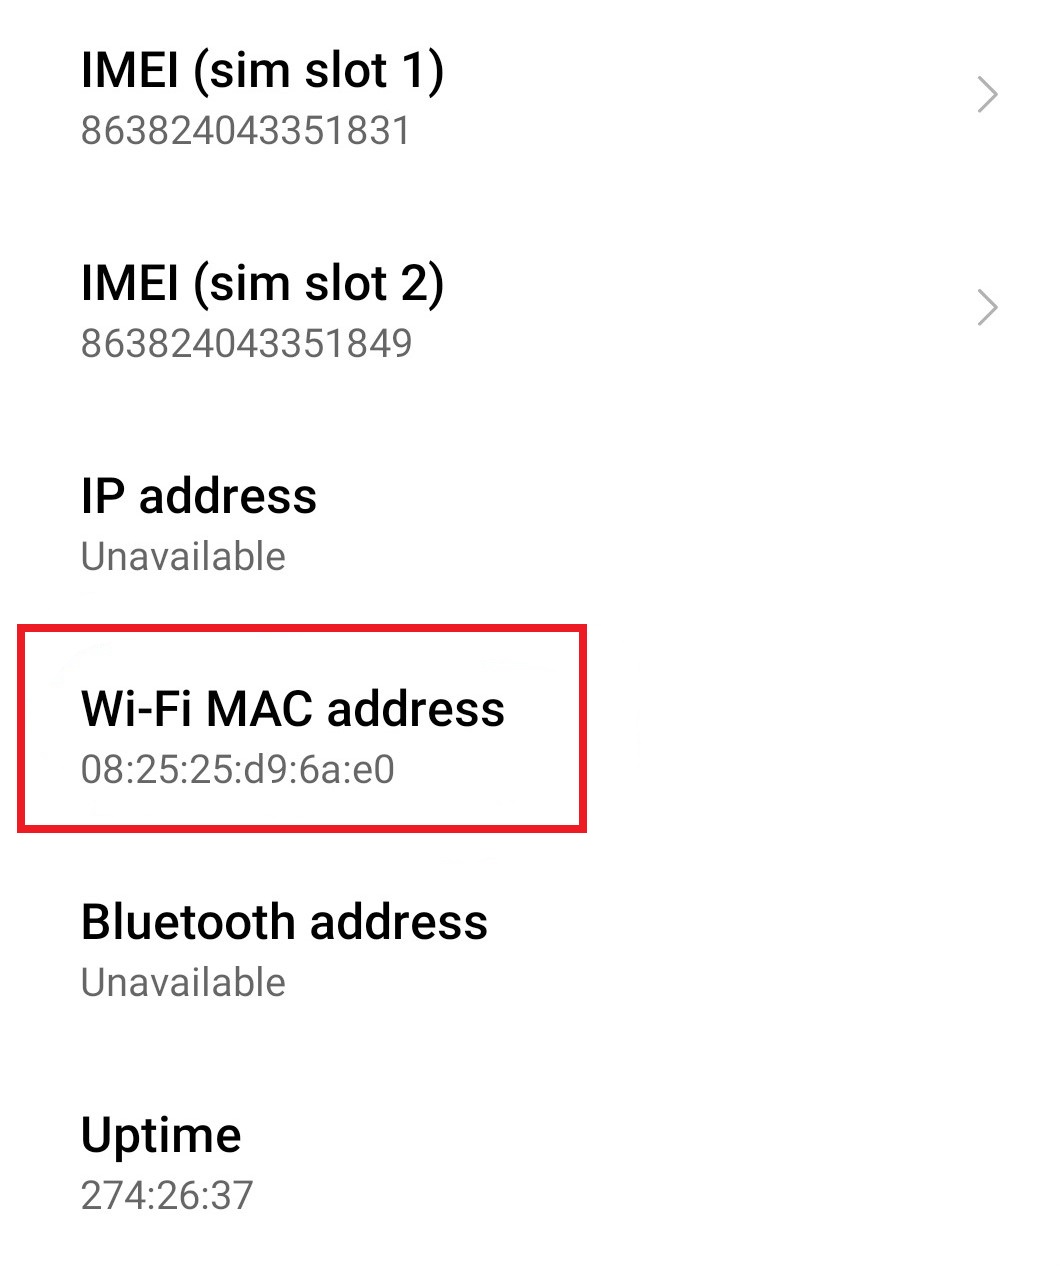 IMEI (sim slot 1)
863824043351831
IMEI (sim slot 2)
863824043351849
IP address
Unavailable
Wi-Fi MAC address
08:25:25:d9:6a:e0
Bluetooth address
Unavailable
Uptime
274:26:37